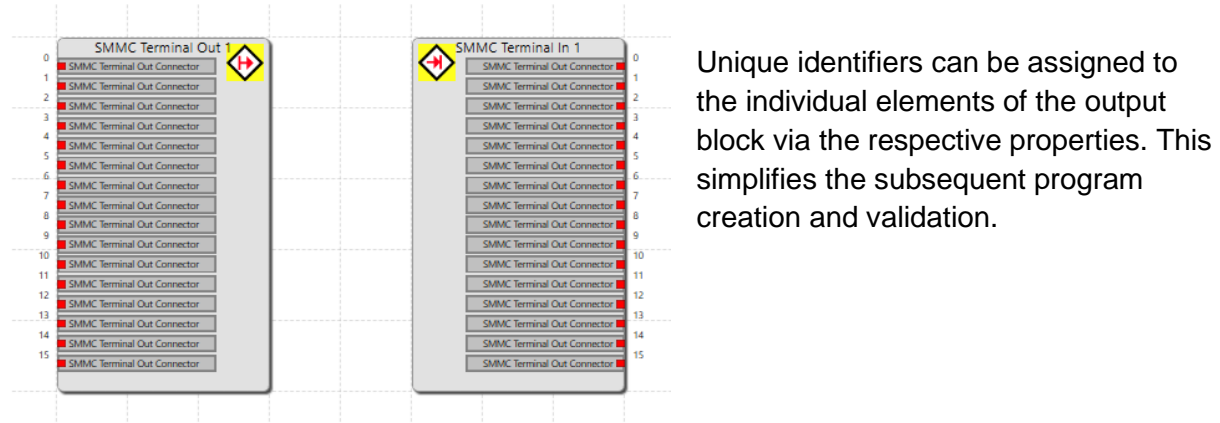 SMMC Terminal Out 1
0
SMMC Terminal Out Connector
1
SMMC Terminal Out Connector
2
SMMC Terminal Out Connector
3
SMMC Terminal Out Connector
4
SMMC Terminal Out Connector
5
SMMC Terminal Out Connector
6
SMMC Terminal Out Connector
7
SMMC Terminal Out Connector
8
SMMC Terminal Out Connector
9
SMMC Terminal Out Connector
10
SMMC Terminal Out Connector
11
SMMC Terminal Out Connector
12
SMMC Terminal Out Connector
13
SMMC Terminal Out Connector
14
SMMC Terminal Out Connector
15
SMMC Terminal Out Connector
SMMC Terminal In 1
SMMC Terminal Out Connector
0
SMMC Terminal Out Connector
1
SMMC Terminal Out Connector
2
SMMC Terminal Out Connector
3
SMMC Terminal Out Connector
4
SMMC Terminal Out Connector
5
SMMC Terminal Out Connector
6
SMMC Terminal Out Connector
7
SMMC Terminal Out Connector
8
SMMC Terminal Out Connector
9
SMMC Terminal Out Connector
10
SMMC Terminal Out Connector
11
SMMC Terminal Out Connector
12
SMMC Terminal Out Connector
13
SMMC Terminal Out Connector
14
SMMC Terminal Out Connector
15
Unique identifiers can be assigned to
the individual elements of the output
block via the respective properties. This
simplifies the subsequent program
creation and validation.